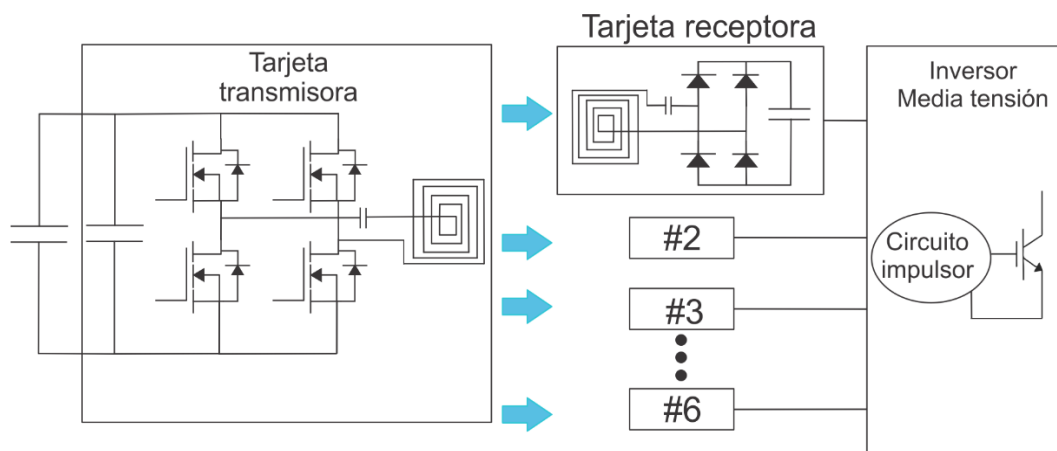 Tarjeta
transmisora
Tarjeta receptora
#2
#3
#6
Inversor
Media tensión
Circuito
impulsor